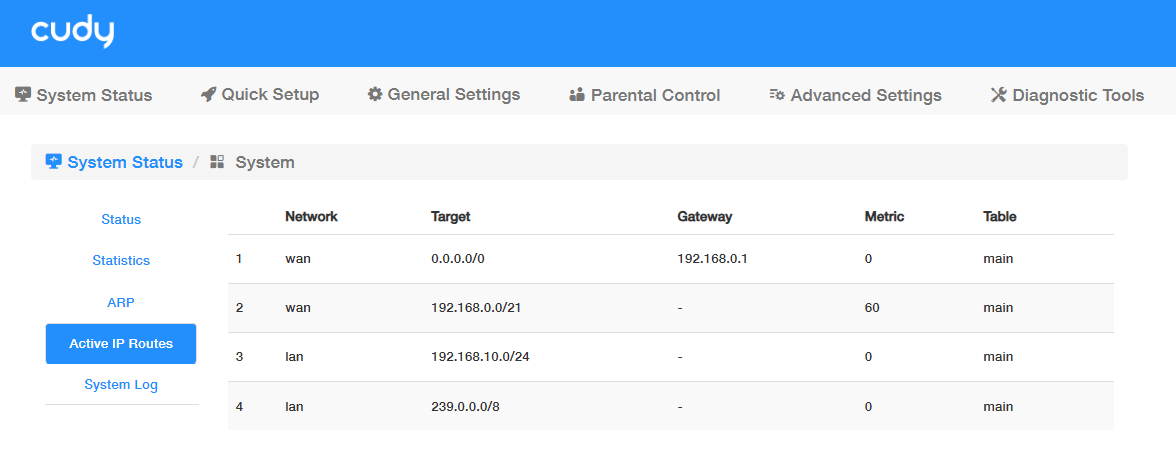 cudy
System Status Quick Setup General Settings Parental Control Advanced Settings Diagnostic Tools
System Status / System
Status
Statistics
ARP
Active IP Routes
System Log
Network Target Gateway Metric Table
1 wan 0.0.0.0/0 192.168.0.1 0 main
2 wan 192.168.0.0/21 - 60 main
3 lan 192.168.10.0/24 - 0 main
4 lan 239.0.0.0/8 - 0 main